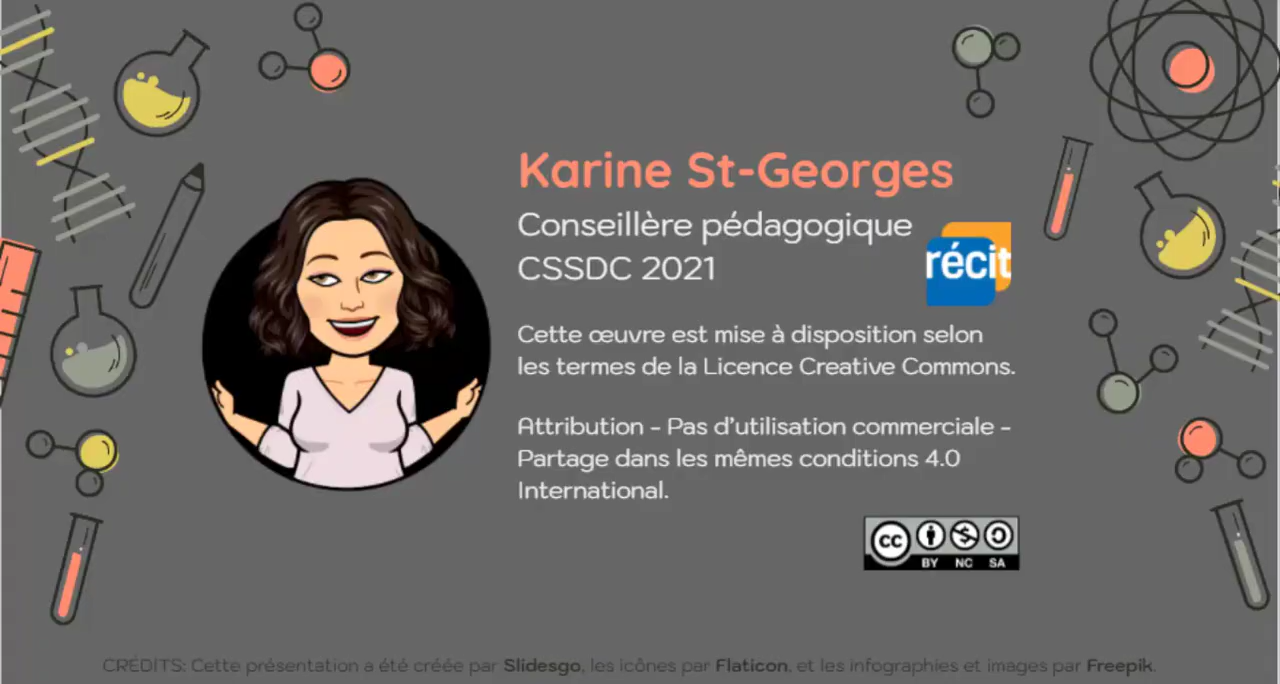 Karine St-Georges
Conseillère pédagogique
CSSDC 2021
récit
Cette œuvre est mise à disposition selon
les termes de la Licence Creative Commons.
Attribution - Pas d'utilisation commerciale -
Partage dans les mêmes conditions 4.0
International.
cc
BY NC SA
CRÉDITS: Cette présentation a été créée par Slidesgo, les icônes par Flaticon, et les infographies et images par Freepik.